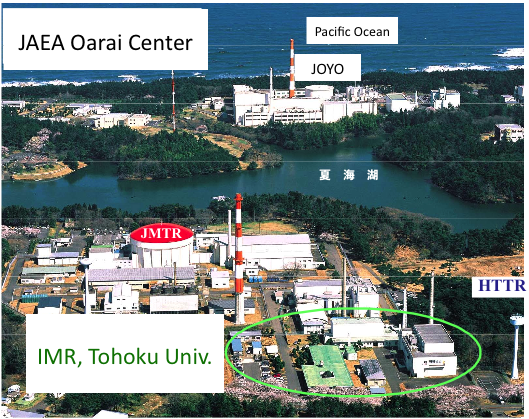 JAEA Oarai Center
Pacific Ocean
JOYO
夏海湖
JMTR
HTTR
IMR, Tohoku Univ.